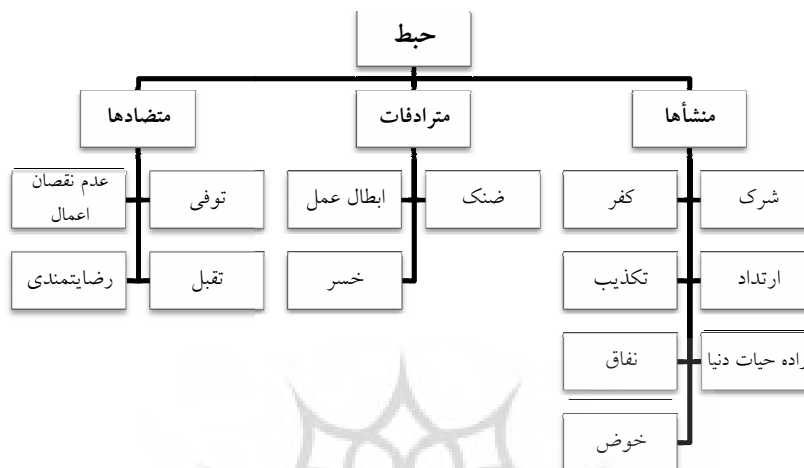 حبط
منشأها
مترادفات
متضادها
شرک
کفر
ضنک
ابطال عمل
توفی
عدم نقصان
اعمال
ارتداد
تکذیب
خسر
تقبل
رضایتمندی
راده حیات دنیا
نفاق
خوض